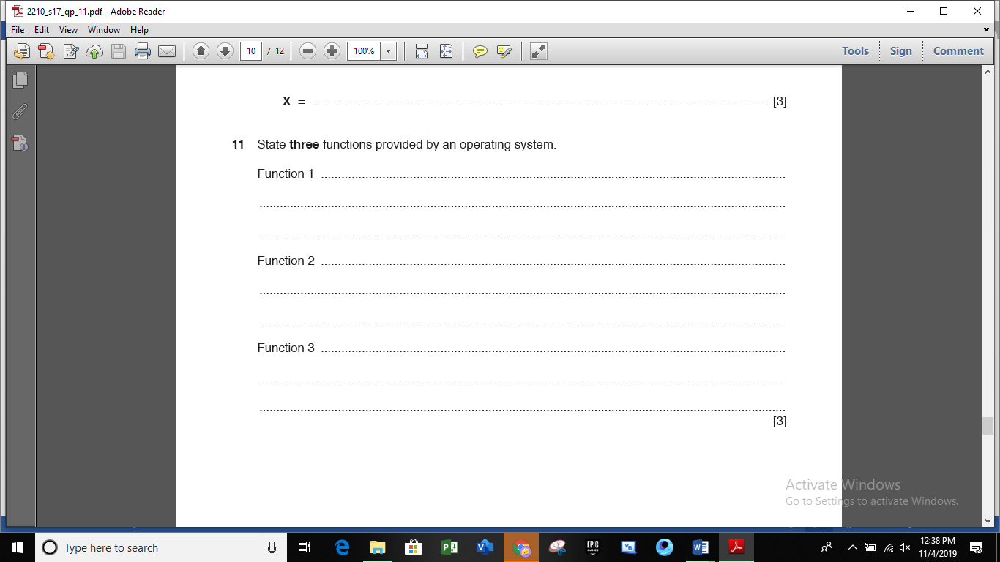 2210_s17_qp_11.pdf - Adobe Reader
File Edit View Window Help
10 / 12 100% Tools Sign Comment
X = ........................................ [3]
11 State three functions provided by an operating system.
Function 1 ........................................
........................................
........................................
Function 2 ........................................
........................................
........................................
Function 3 ........................................
........................................
........................................
[3]
Activate Windows
Go to Settings to activate Windows.
Type here to search
12:38 PM
11/4/2019